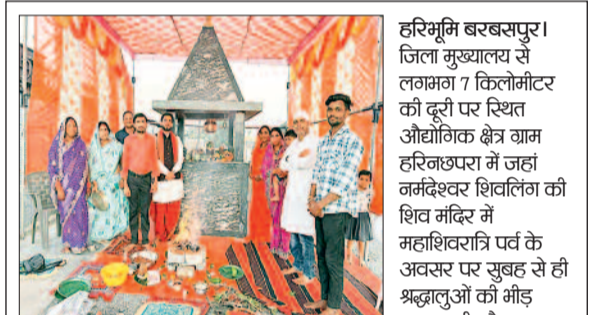 हरिभूमि बरबसपुर।
जिला मुख्यालय से
लगभग 7 किलोमीटर
की दूरी पर स्थित
औद्योगिक क्षेत्र ग्राम
हरिनछपरा में जहां
नर्मदेश्वर शिवलिंग की
शिव मंदिर में
महाशिवरात्रि पर्व के
अवसर पर सुबह से ही
श्रद्धालुओं की भीड़